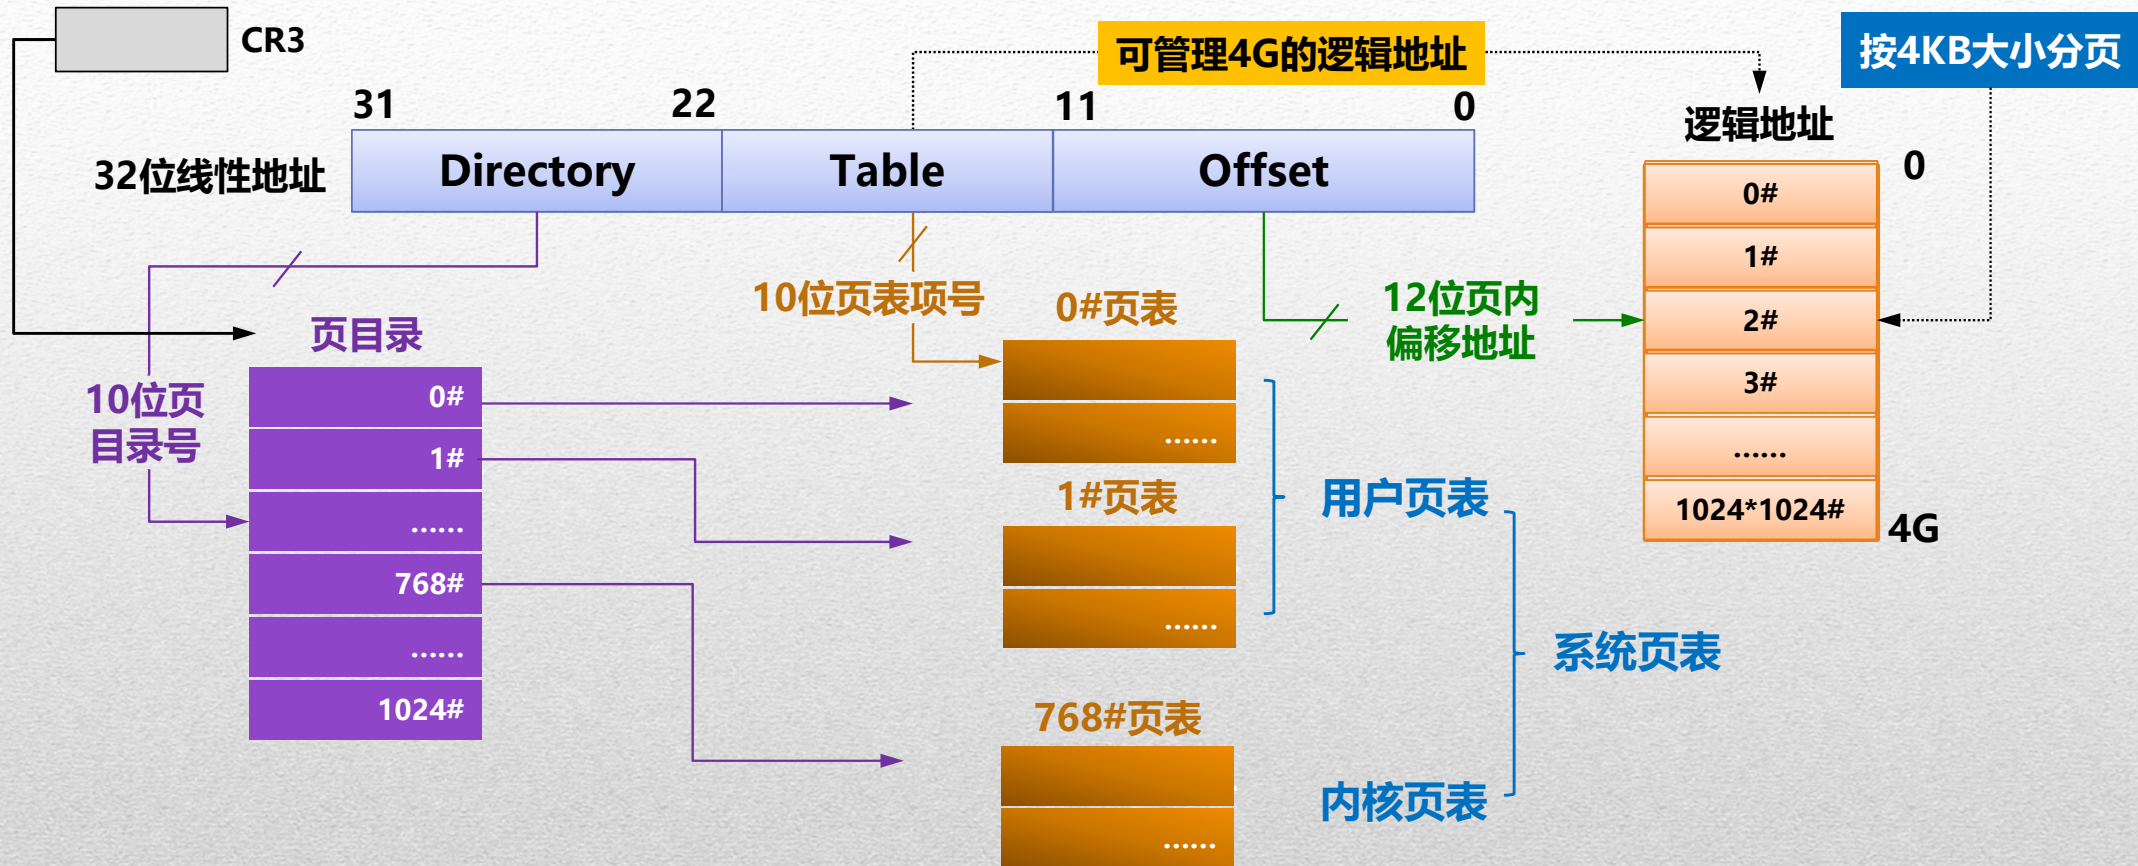 CR3
可管理4G的逻辑地址
按4KB大小分页
31
22
11
0
32位线性地址
Directory
Table
Offset
逻辑地址
0
0#
1#
2#
3#
......
1024*1024#
4G
10位页
目录号
页目录
0#
1#
......
768#
......
1024#
10位页表项号
0#页表
......
1#页表
......
768#页表
......
12位页内
偏移地址
用户页表
系统页表
内核页表